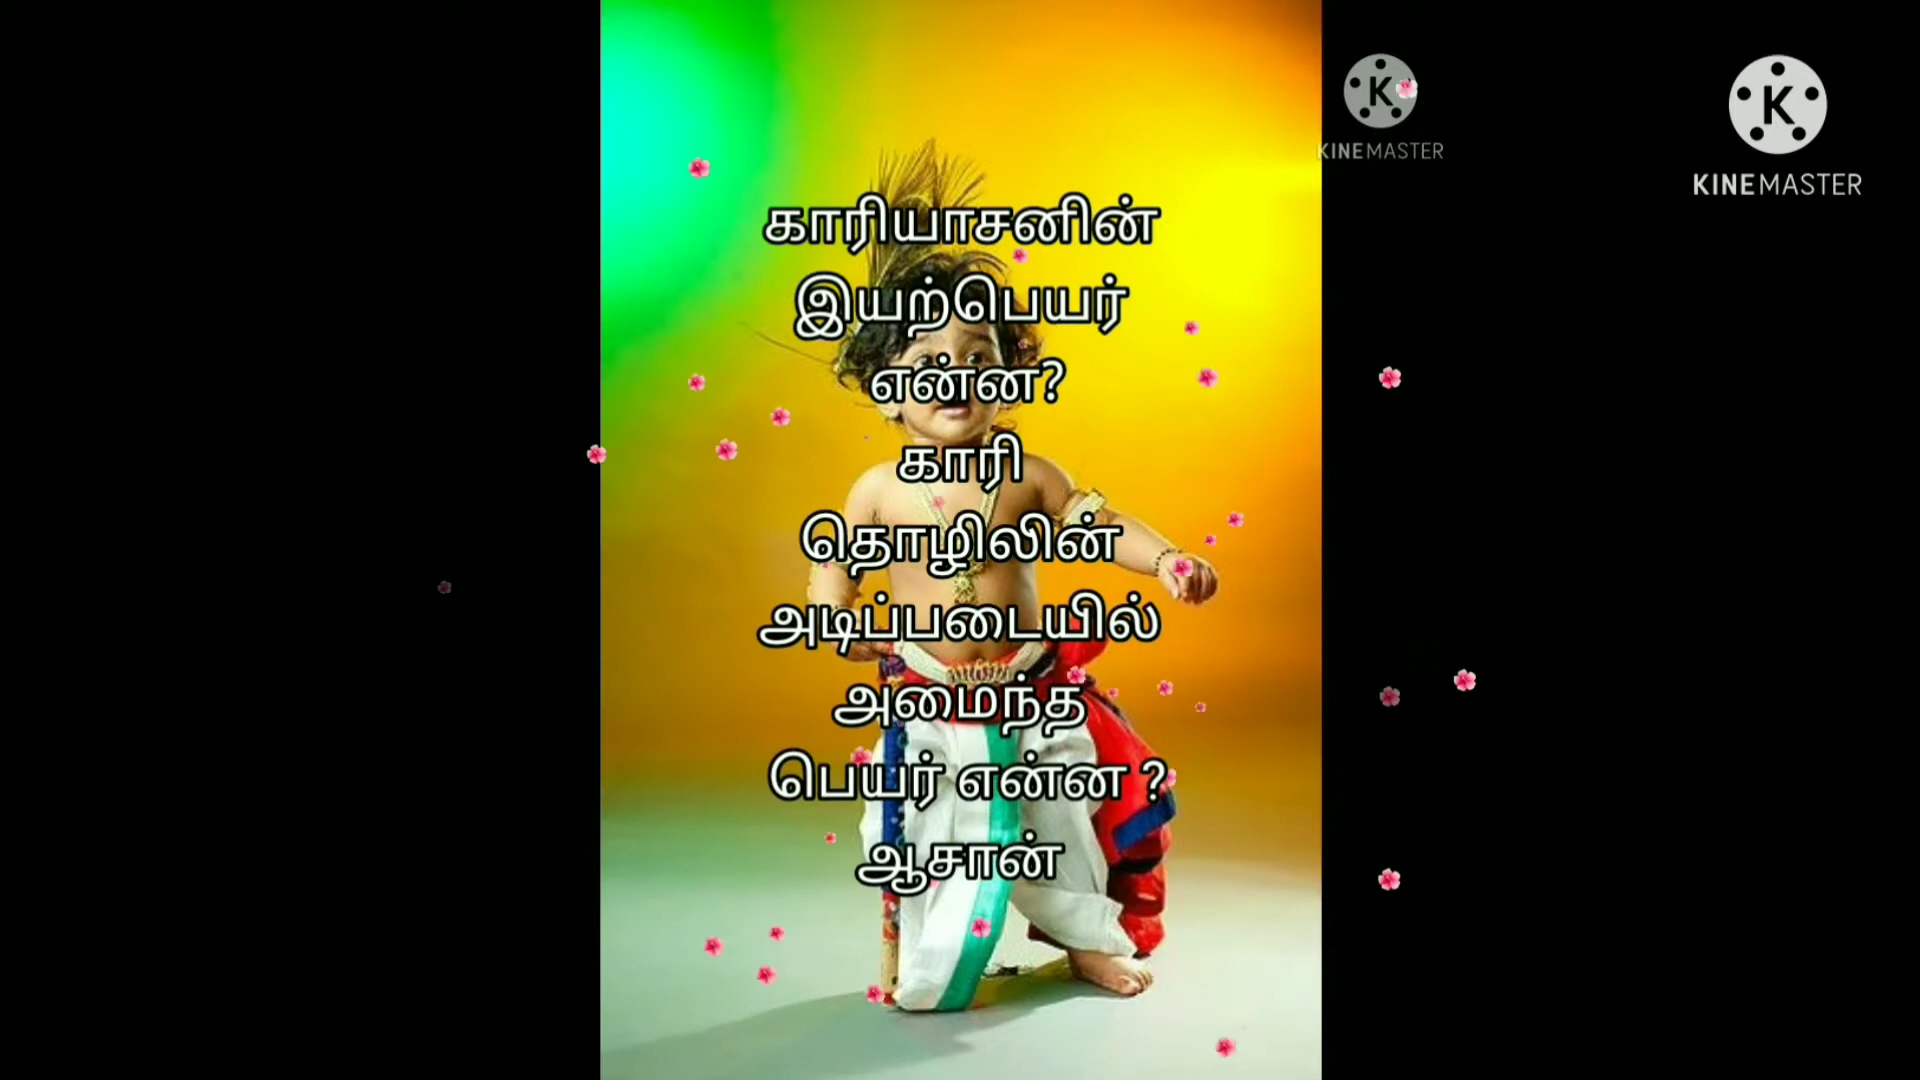 காரியாசனின்
இயற்பெயர்
என்ன?
காரி
தொழிலின்
அடிப்படையில்
அமைந்த
பெயர் என்ன ?
ஆசான்
KINEMASTER
KINEMASTER